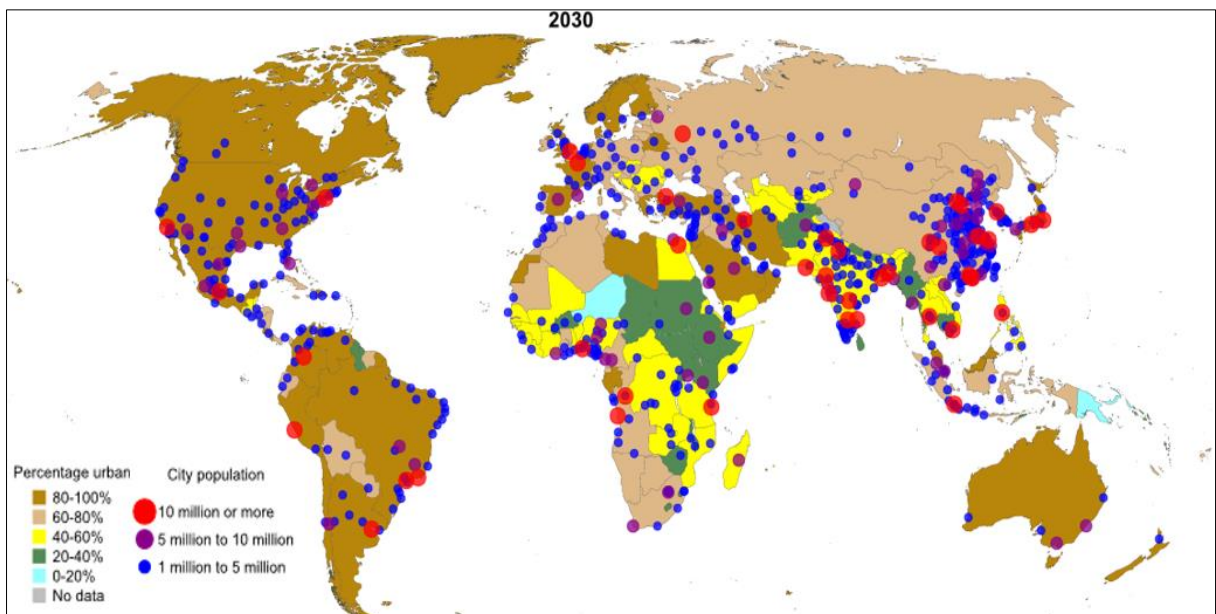 2030
Percentage urban
80-100%
60-80%
40-60%
20-40%
0-20%
No data
City population
10 million or more
5 million to 10 million
1 million to 5 million